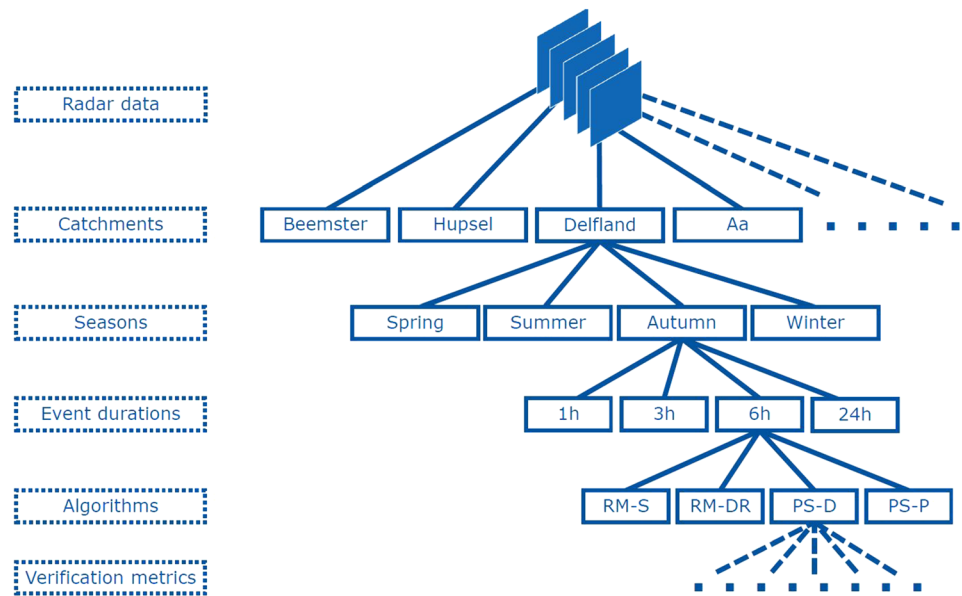 Radar data
Catchments
Beemster
Hupsel
Delfland
Aa
Seasons
Spring
Summer
Autumn
Winter
Event durations
1h
3h
6h
24h
Algorithms
RM-S
RM-DR
PS-D
PS-P
Verification metrics